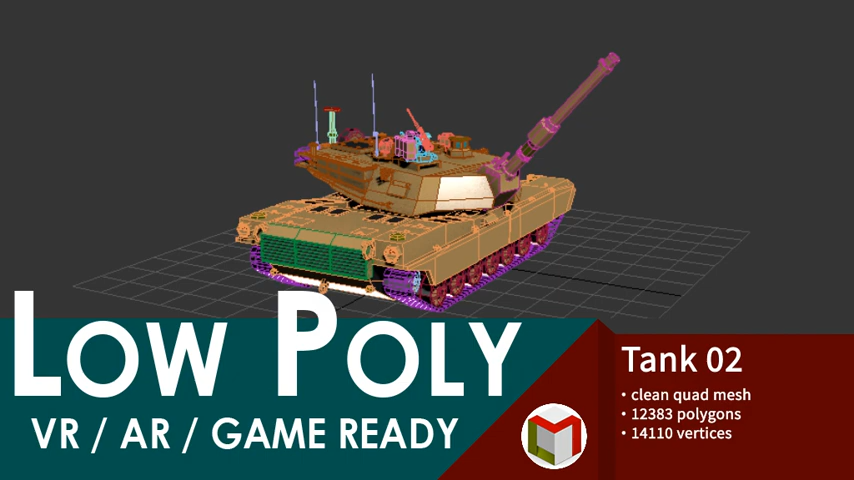 LOW POLY
VR / AR / GAME READY
Tank 02
• clean quad mesh
• 12383 polygons
• 14110 vertices